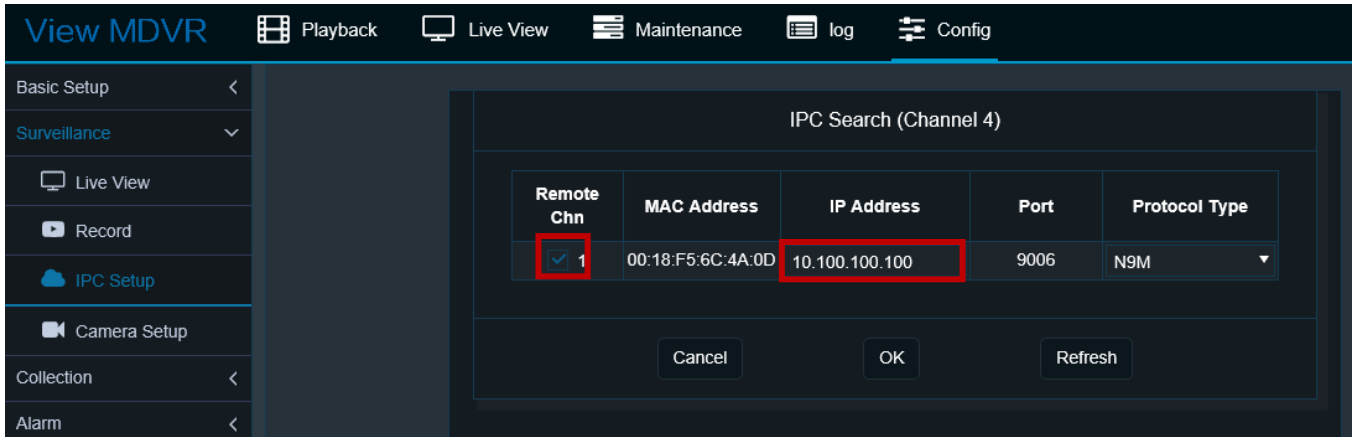 View MDVR Playback Live View Maintenance log Config
Basic Setup
Surveillance
Live View
Record
IPC Setup
Camera Setup
Collection
Alarm
IPC Search (Channel 4)
Remote Chn MAC Address IP Address Port Protocol Type
1 00:18:F5:6C:4A:0D 10.100.100.100 9006 N9M
Cancel OK Refresh